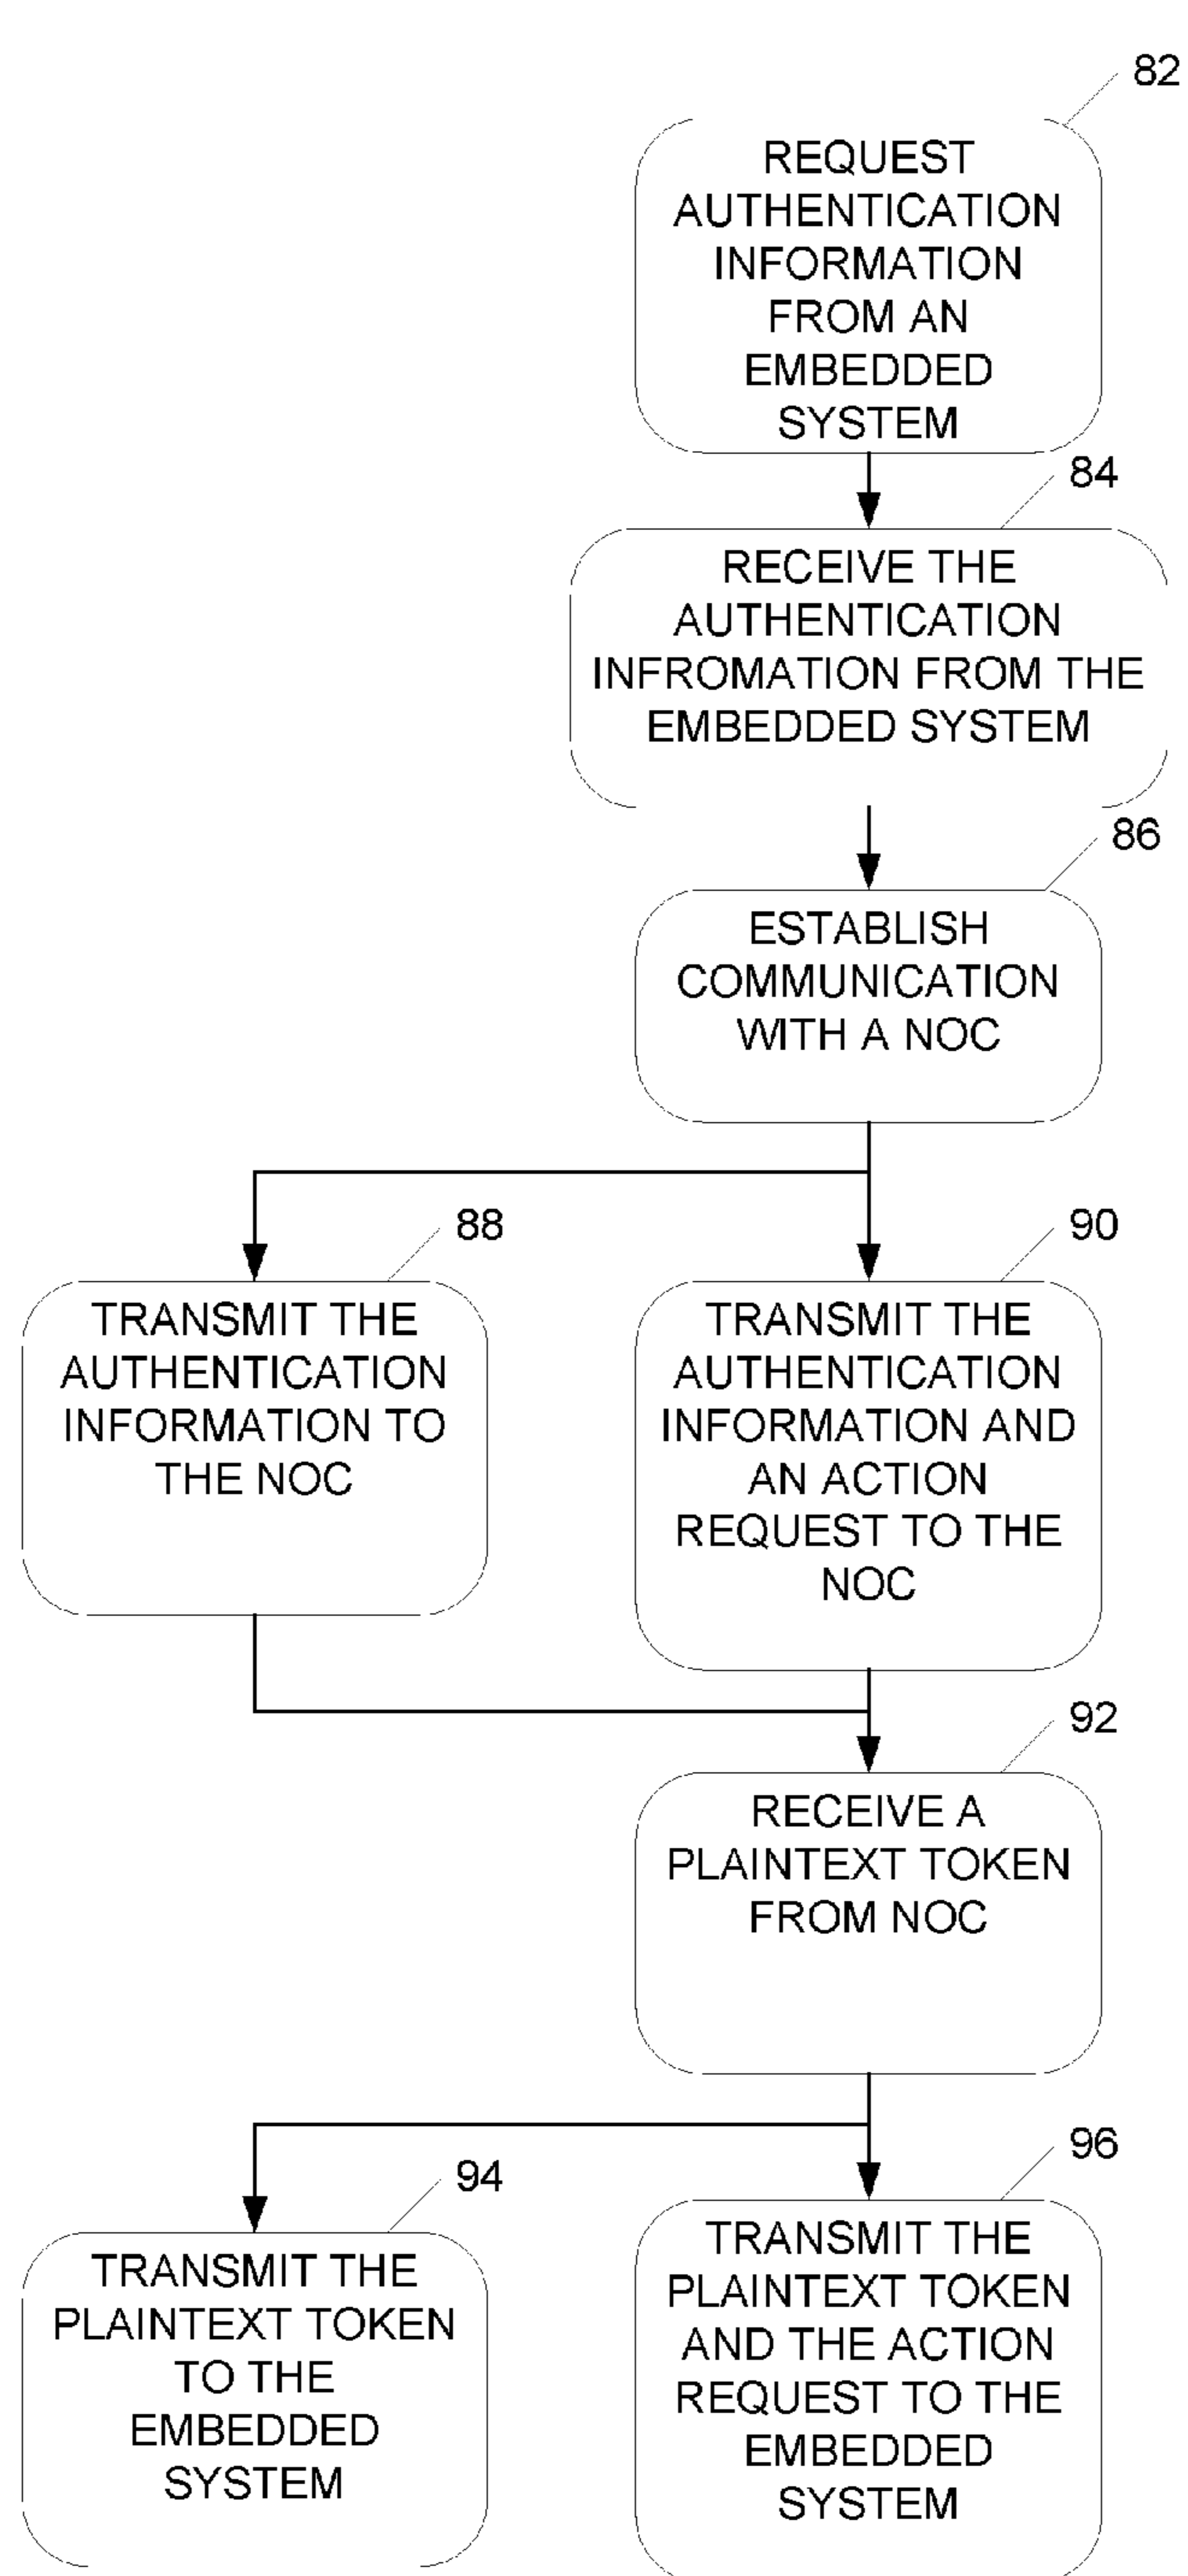 82
REQUEST
AUTHENTICATION
INFORMATION
FROM AN
EMBEDDED
SYSTEM
84
RECEIVE THE
AUTHENTICATION
INFROMATION FROM THE
EMBEDDED SYSTEM
86
ESTABLISH
COMMUNICATION
WITH A NOC
88
TRANSMIT THE
AUTHENTICATION
INFORMATION TO
THE NOC
90
TRANSMIT THE
AUTHENTICATION
INFORMATION AND
AN ACTION
REQUEST TO THE
NOC
92
RECEIVE A
PLAINTEXT TOKEN
FROM NOC
94
TRANSMIT THE
PLAINTEXT TOKEN
TO THE
EMBEDDED
SYSTEM
96
TRANSMIT THE
PLAINTEXT TOKEN
AND THE ACTION
REQUEST TO THE
EMBEDDED
SYSTEM